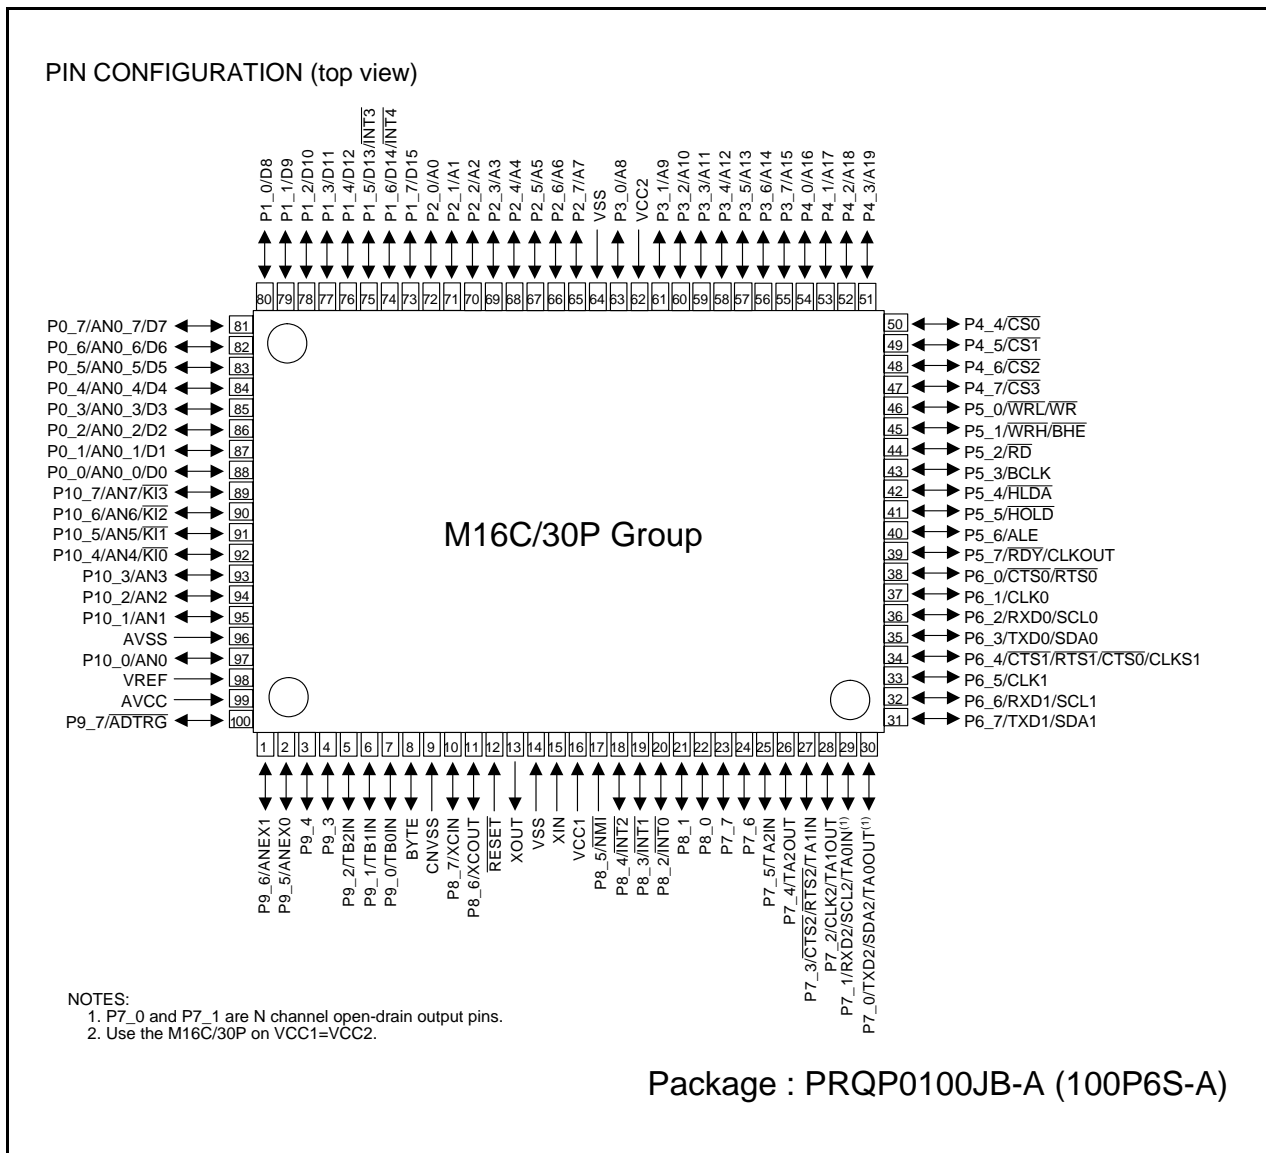 PIN CONFIGURATION (top view)
P1_0/D8
P1_1/D9
P1_2/D10
P1_3/D11
P1_4/D12
P1_5/D13/INT3
P1_6/D14/INT4
P1_7/D15
P2_0/A0
P2_1/A1
P2_2/A2
P2_3/A3
P2_4/A4
P2_5/A5
P2_6/A6
P2_7/A7
VSS
P3_0/A8
VCC2
P3_1/A9
P3_2/A10
P3_3/A11
P3_4/A12
P3_5/A13
P3_6/A14
P3_7/A15
P4_0/A16
P4_1/A17
P4_2/A18
P4_3/A19
80 79 78 77 76 75 74 73 72 71 70 69 68 67 66 65 64 63 62 61 60 59 58 57 56 55 54 53 52 51
P0_7/AN0_7/D7 81
P0_6/AN0_6/D6 82
P0_5/AN0_5/D5 83
P0_4/AN0_4/D4 84
P0_3/AN0_3/D3 85
P0_2/AN0_2/D2 86
P0_1/AN0_1/D1 87
P0_0/AN0_0/D0 88
P10_7/AN7/KI3 89
P10_6/AN6/KI2 90
P10_5/AN5/KI1 91
P10_4/AN4/KI0 92
P10_3/AN3 93
P10_2/AN2 94
P10_1/AN1 95
AVSS 96
P10_0/AN0 97
VREF 98
AVCC 99
P9_7/ADTRG 100
M16C/30P Group
50 P4_4/CS0
49 P4_5/CS1
48 P4_6/CS2
47 P4_7/CS3
46 P5_0/WRL/WR
45 P5_1/WRH/BHE
44 P5_2/RD
43 P5_3/BCLK
42 P5_4/HLDA
41 P5_5/HOLD
40 P5_6/ALE
39 P5_7/RDY/CLKOUT
38 P6_0/CTS0/RTS0
37 P6_1/CLK0
36 P6_2/RXD0/SCL0
35 P6_3/TXD0/SDA0
34 P6_4/CTS1/RTS1/CTS0/CLKS1
33 P6_5/CLK1
32 P6_6/RXD1/SCL1
31 P6_7/TXD1/SDA1
1 2 3 4 5 6 7 8 9 10 11 12 13 14 15 16 17 18 19 20 21 22 23 24 25 26 27 28 29 30
P9_6/ANEX1
P9_5/ANEX0
P9_4
P9_3
P9_2/TB2IN
P9_1/TB1IN
P9_0/TB0IN
BYTE
CNVSS
P8_7/XCIN
P8_6/XCOUT
RESET
XOUT
VSS
XIN
VCC1
P8_5/NMI
P8_4/INT2
P8_3/INT1
P8_2/INT0
P8_1
P8_0
P7_7
P7_6
P7_5/TA2IN
P7_4/TA2OUT
P7_3/CTS2/RTS2/TA1IN
P7_2/CLK2/TA1OUT
P7_1/RXD2/SCL2/TA0IN(1)
P7_0/TXD2/SDA2/TA0OUT(1)
NOTES:
1. P7_0 and P7_1 are N channel open-drain output pins.
2. Use the M16C/30P on VCC1=VCC2.
Package : PRQP0100JB-A (100P6S-A)